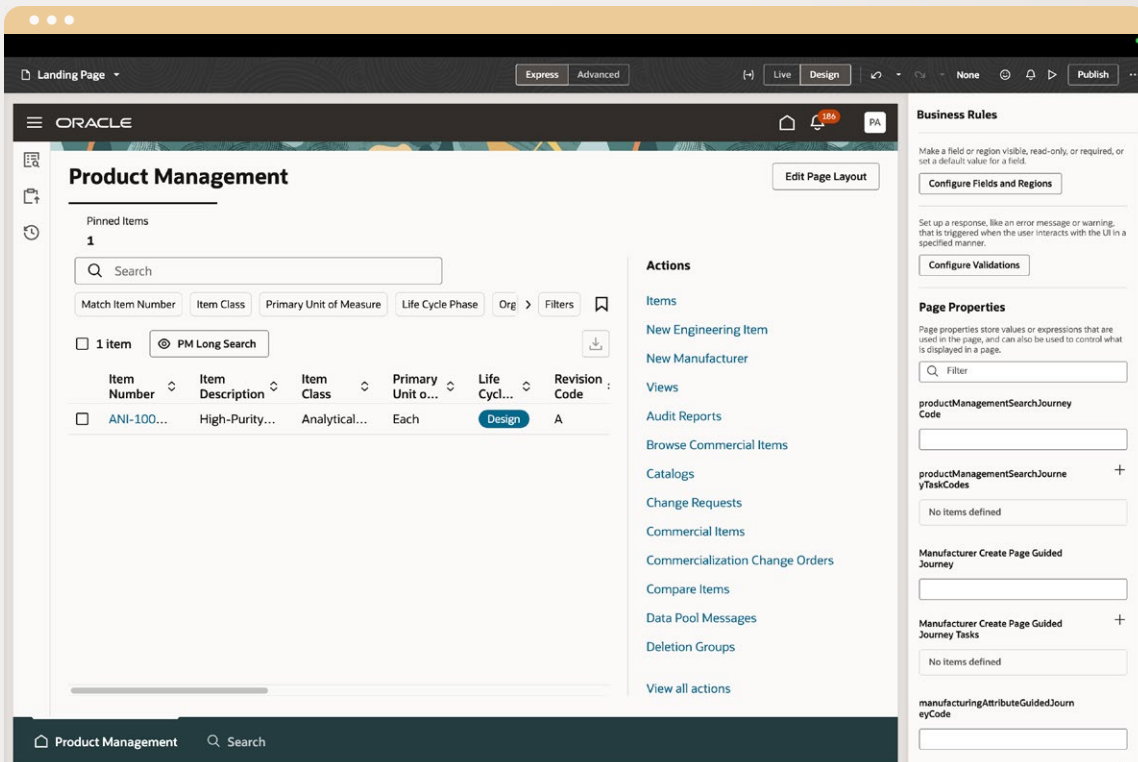 Landing Page
Express Advanced
Live Design
None
Publish
ORACLE
186
PA
Product Management
Edit Page Layout
Pinned Items
1
Search
Match Item Number Item Class Primary Unit of Measure Life Cycle Phase Org Filters
1 item PM Long Search
Item Number
Item Description
Item Class
Primary Unit o...
Life Cycl...
Revision Code
ANI-100... High-Purity... Analytical... Each Design A
Actions
Items
New Engineering Item
New Manufacturer
Views
Audit Reports
Browse Commercial Items
Catalogs
Change Requests
Commercial Items
Commercialization Change Orders
Compare Items
Data Pool Messages
Deletion Groups
View all actions
Product Management Search
Business Rules
Make a field or region visible, read-only, or required, or
set a default value for a field.
Configure Fields and Regions
Set up a response, like an error message or warning,
that is triggered when the user interacts with the UI in a
specified manner.
Configure Validations
Page Properties
Page properties store values or expressions that are
used in the page, and can also be used to control what
is displayed in a page.
Filter
productManagementSearchJourney
Code
productManagementSearchJourne
yTaskCodes
No items defined
Manufacturer Create Page Guided
Journey
Manufacturer Create Page Guided
Journey Tasks
No items defined
manufacturingAttributeGuidedJourn
eyCode